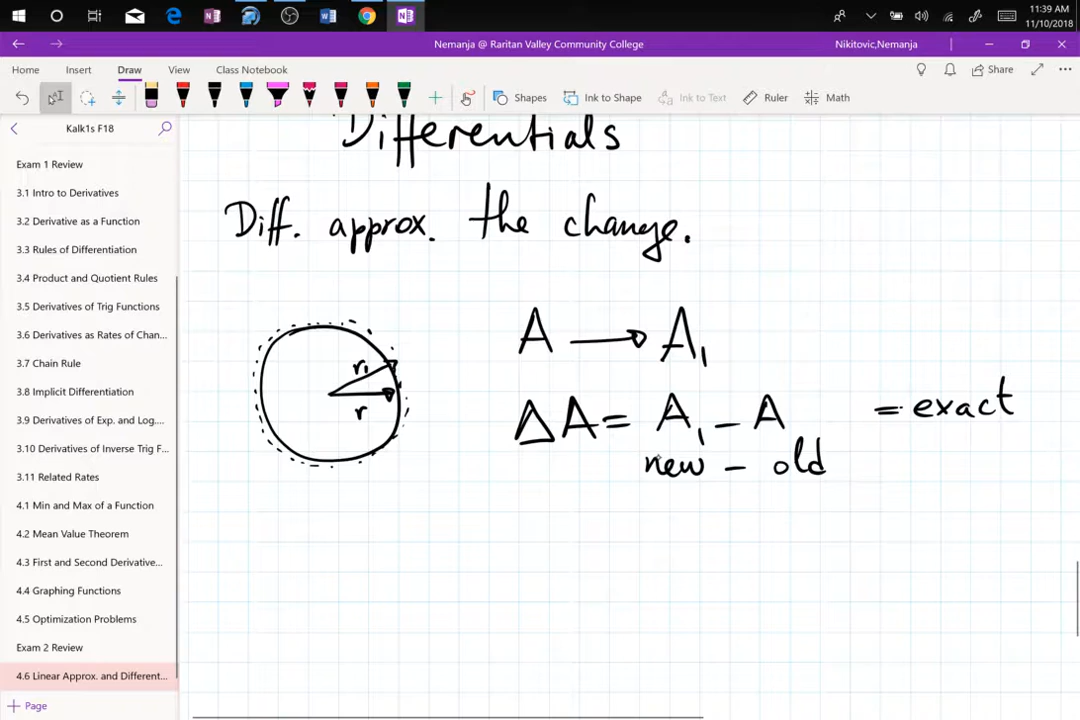 11:39 AM
11/10/2018
Nemanja @ Raritan Valley Community College
Nikitovic,Nemanja
Home Insert Draw View Class Notebook
Share
Shapes Ink to Shape Ink to Text Ruler Math
Kalk1s F18
Exam 1 Review
3.1 Intro to Derivatives
3.2 Derivative as a Function
3.3 Rules of Differentiation
3.4 Product and Quotient Rules
3.5 Derivatives of Trig Functions
3.6 Derivatives as Rates of Chan...
3.7 Chain Rule
3.8 Implicit Differentiation
3.9 Derivatives of Exp. and Log....
3.10 Derivatives of Inverse Trig F...
3.11 Related Rates
4.1 Min and Max of a Function
4.2 Mean Value Theorem
4.3 First and Second Derivative...
4.4 Graphing Functions
4.5 Optimization Problems
Exam 2 Review
4.6 Linear Approx. and Different...
+ Page
Differentials
Diff. approx. the change.
r₁
r
A → A₁
ΔA = A₁ – A = exact
new – old